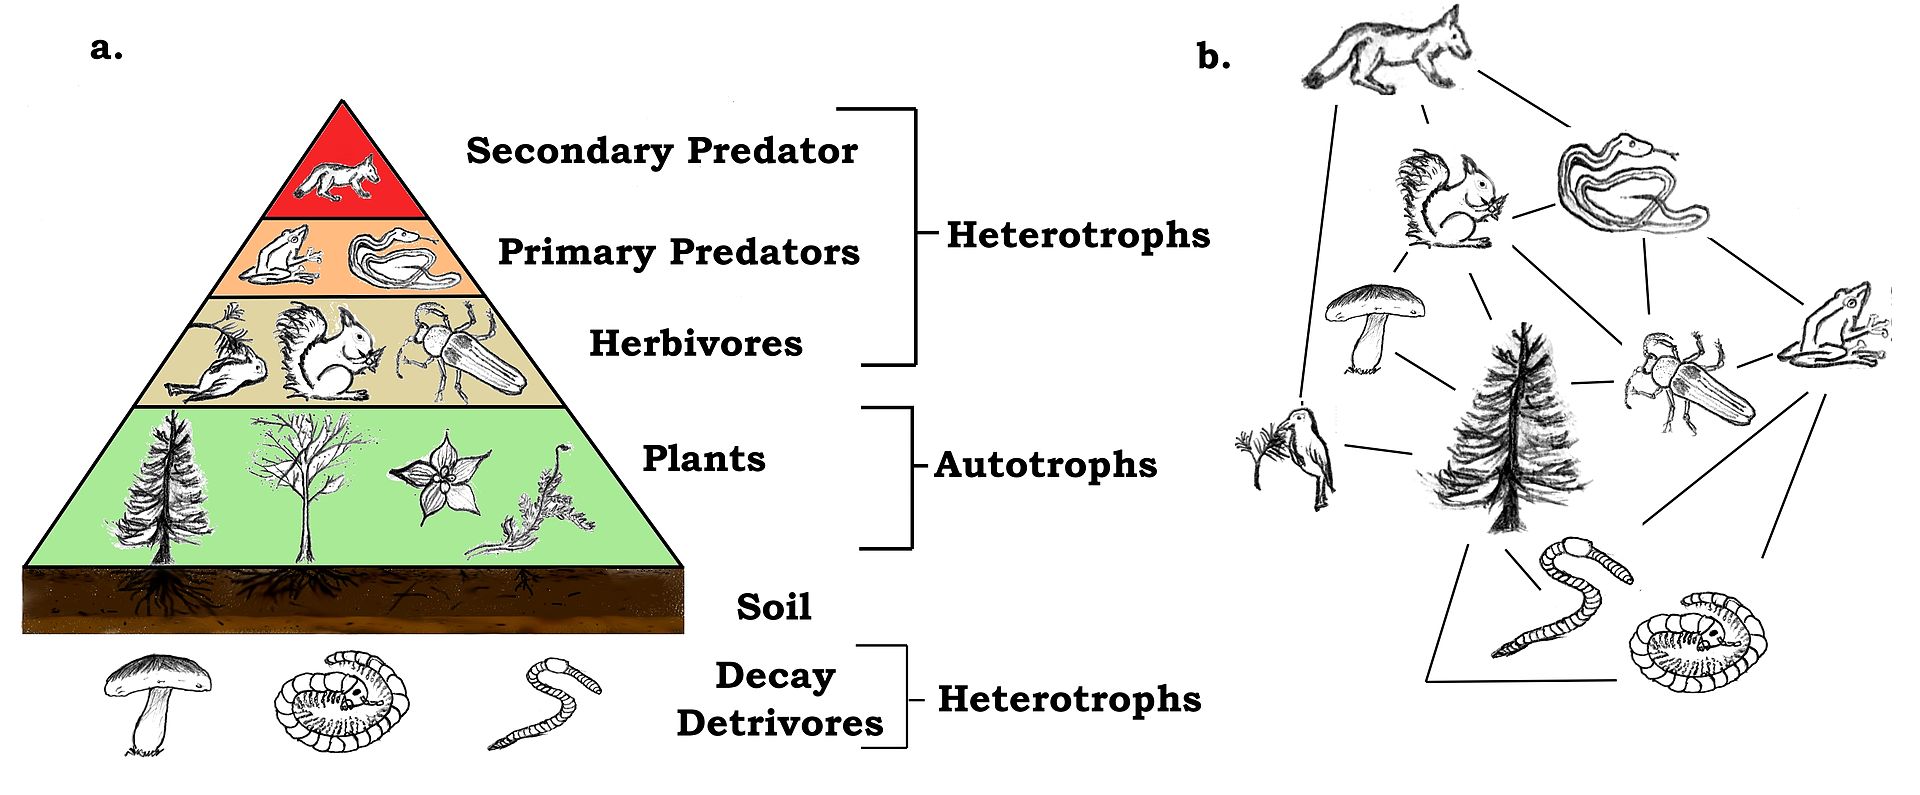 a.
Secondary Predator
Primary Predators
Heterotrophs
Herbivores
Plants
Autotrophs
Soil
Decay
Detrivores
Heterotrophs
b.